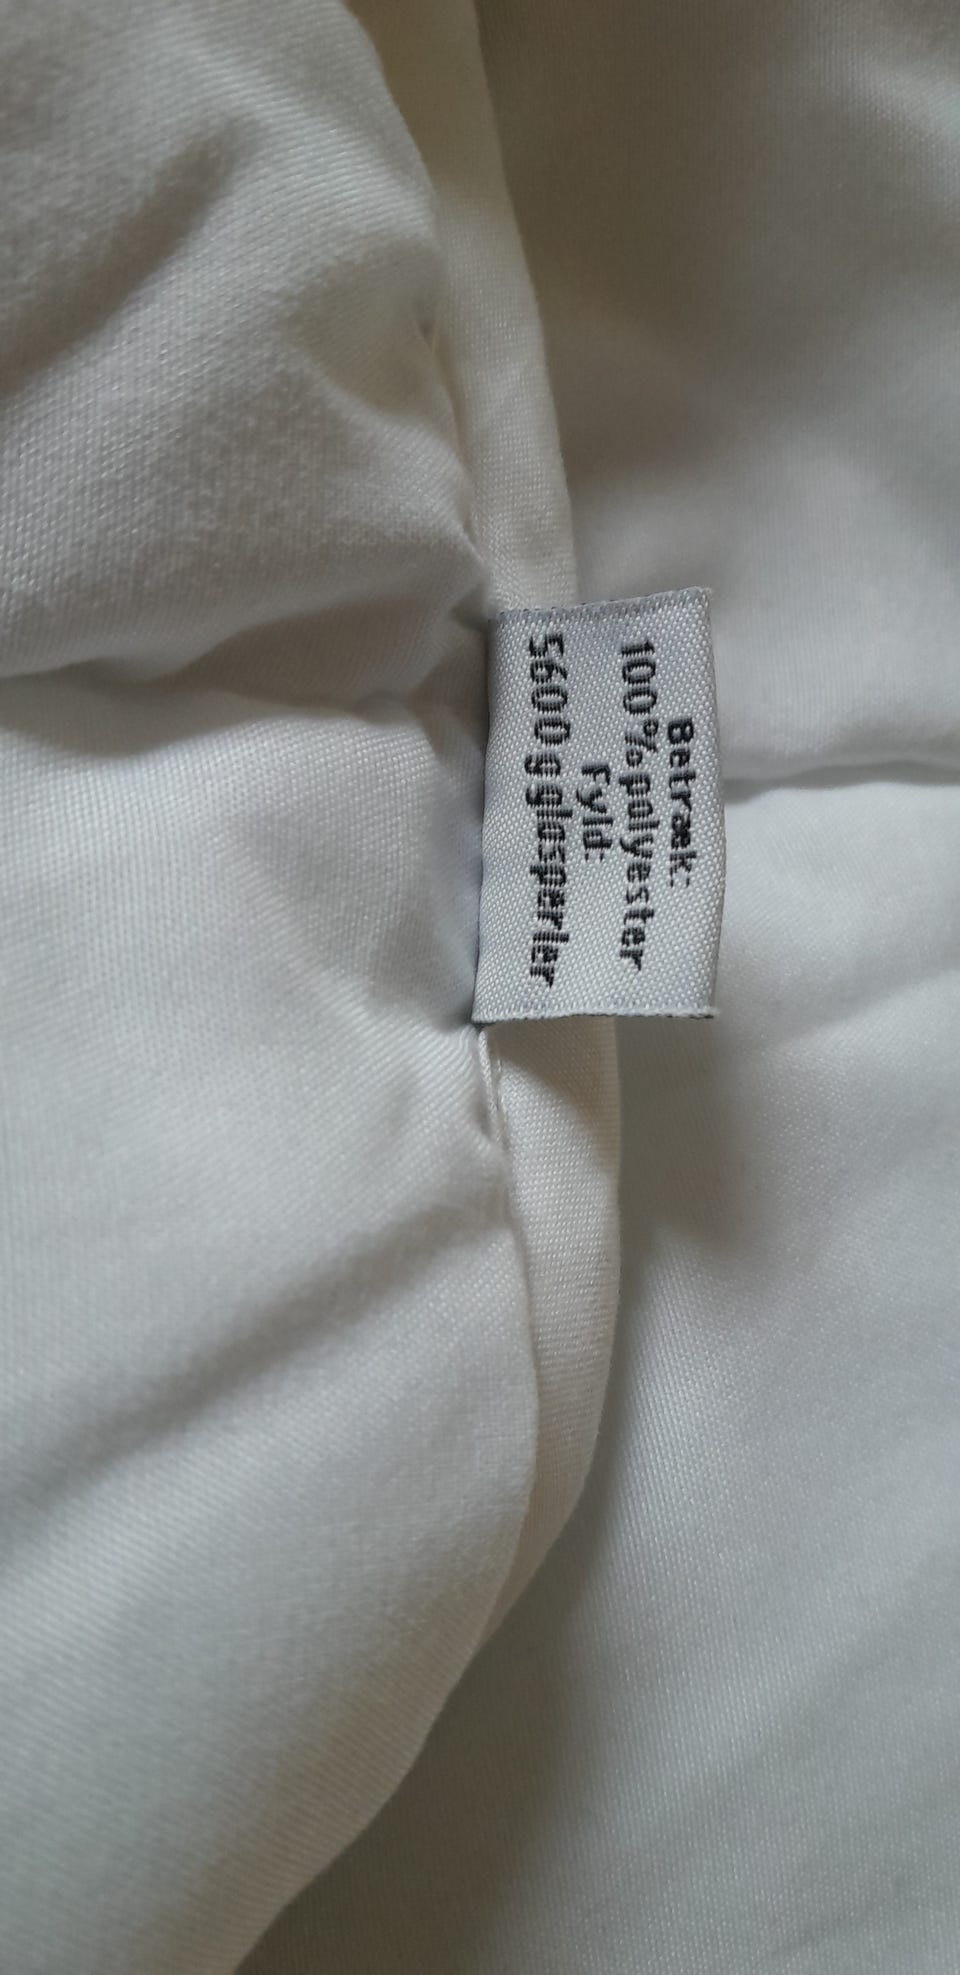 Betræk:
100% polyester
Fyld:
5600 g glasperler